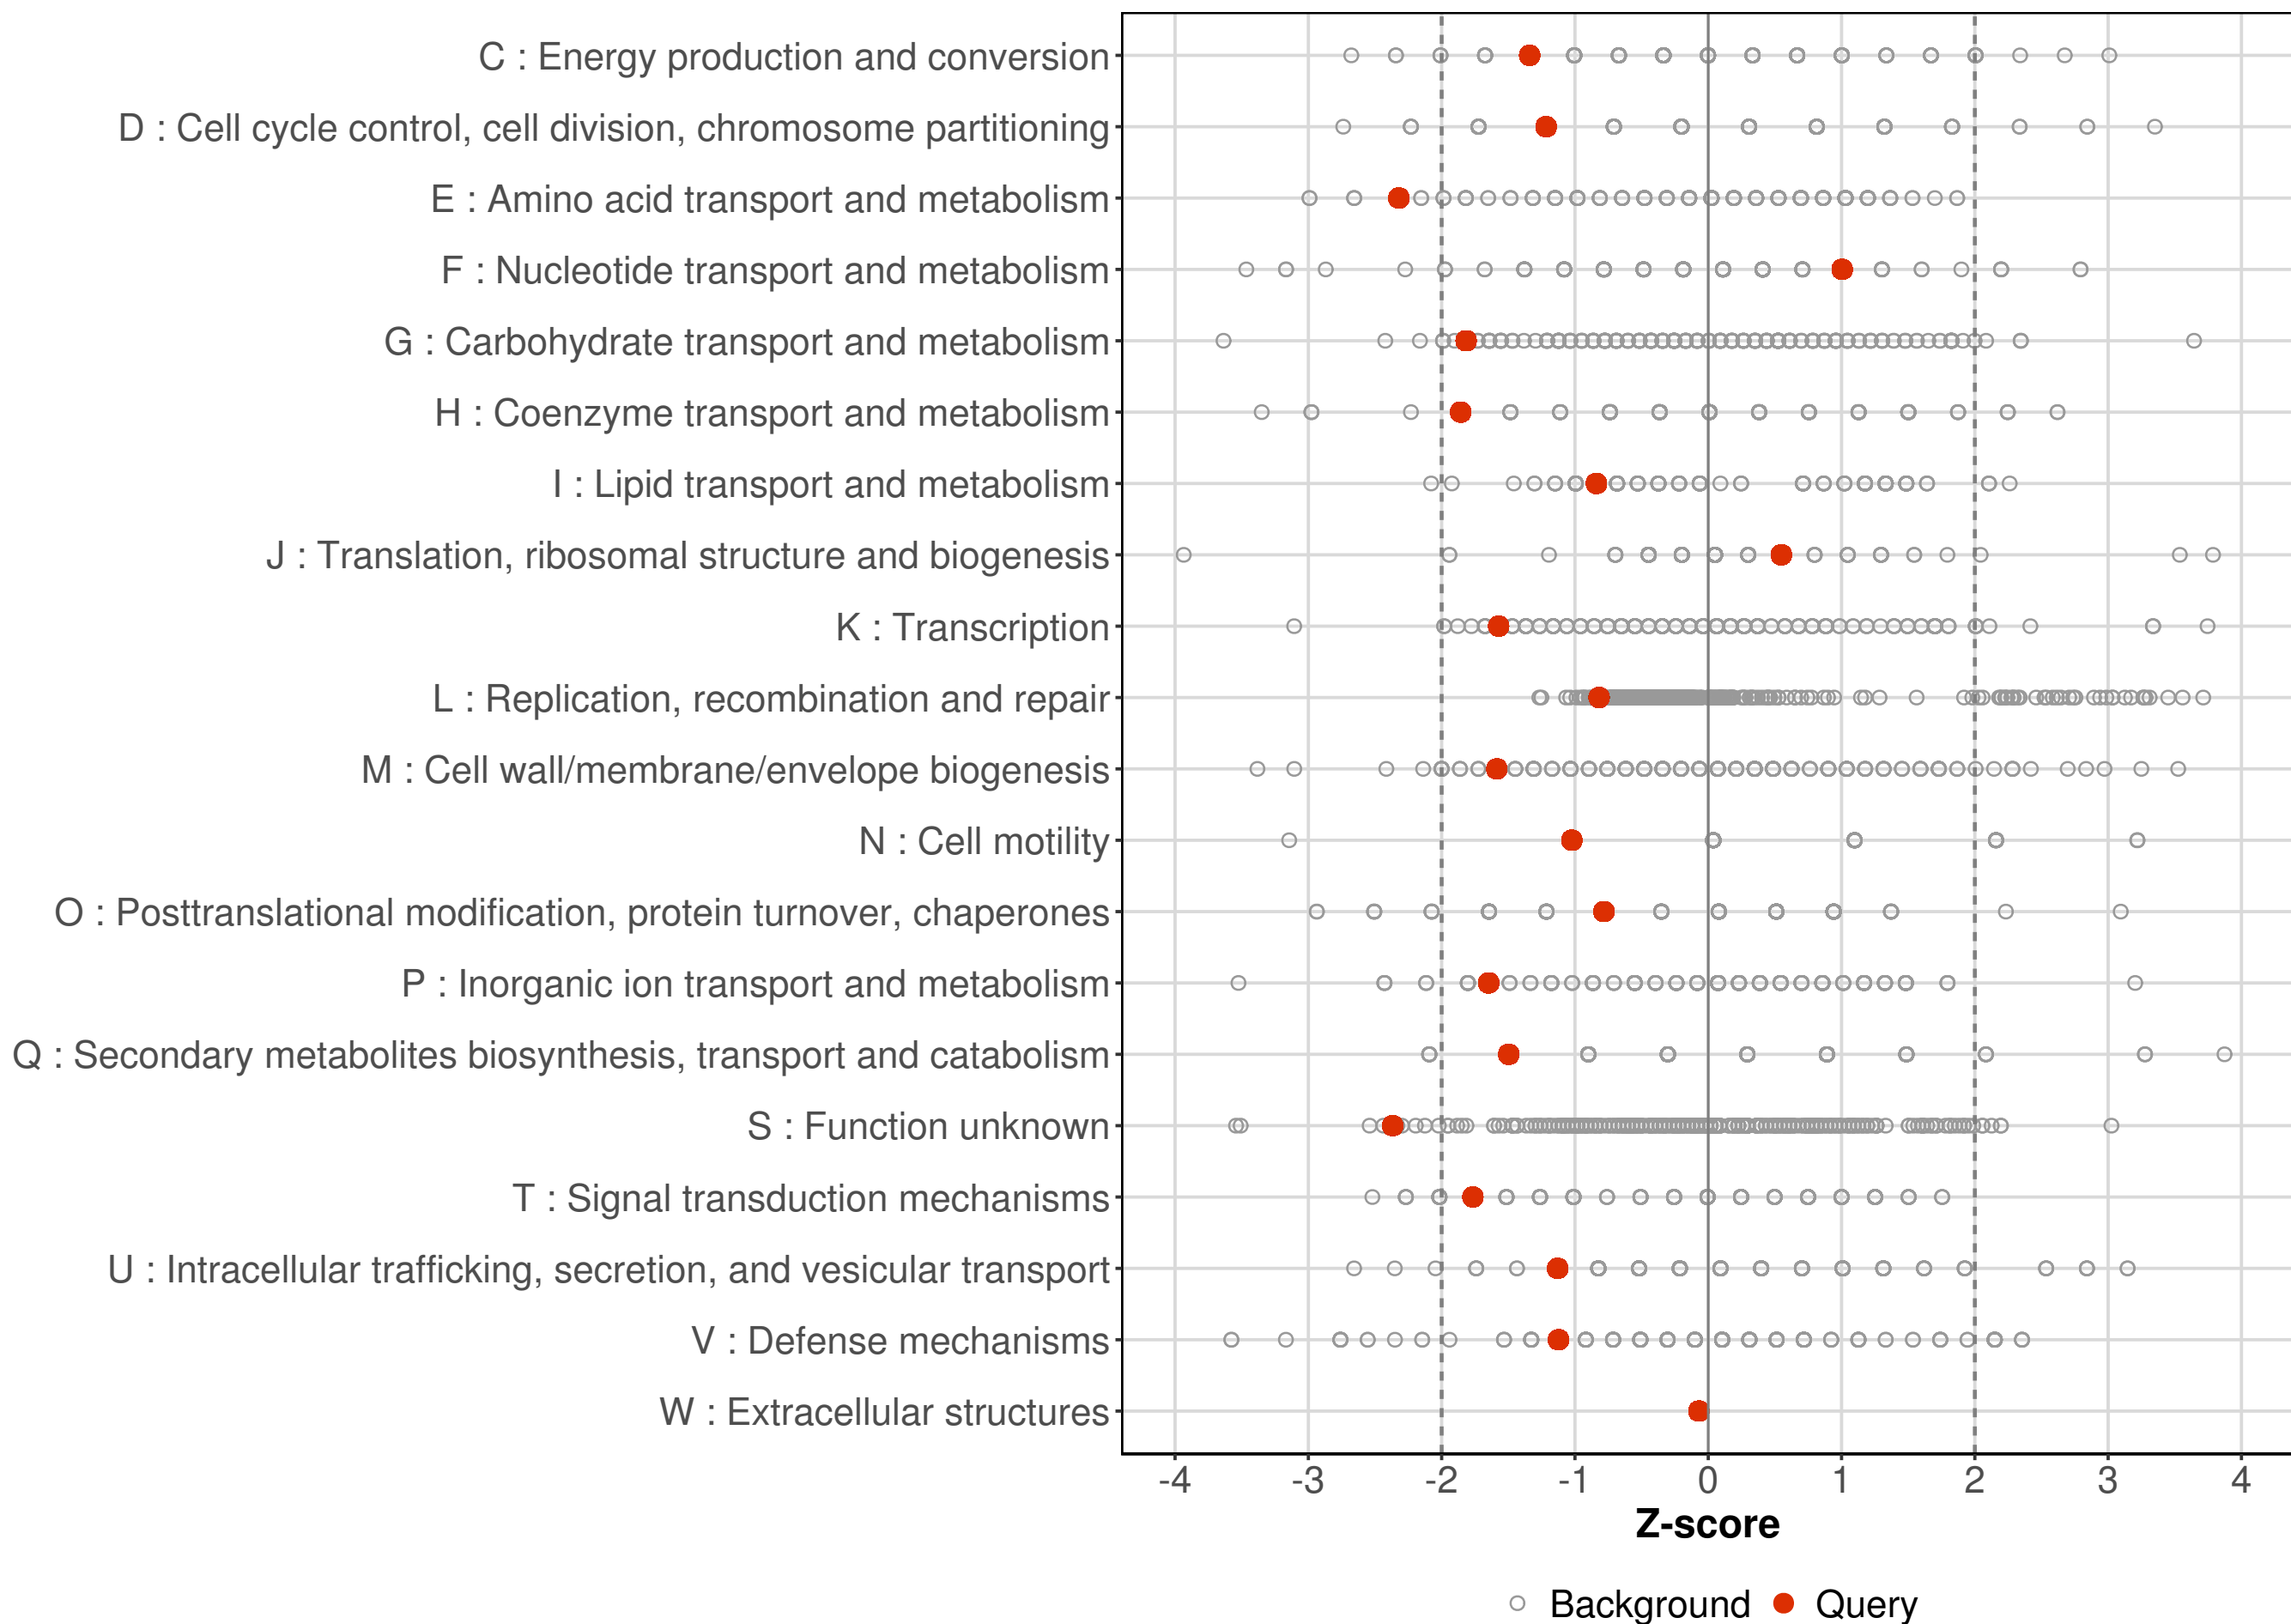 C : Energy production and conversion
D : Cell cycle control, cell division, chromosome partitioning
E : Amino acid transport and metabolism
F : Nucleotide transport and metabolism
G : Carbohydrate transport and metabolism
H : Coenzyme transport and metabolism
I : Lipid transport and metabolism
J : Translation, ribosomal structure and biogenesis
K : Transcription
L : Replication, recombination and repair
M : Cell wall/membrane/envelope biogenesis
N : Cell motility
O : Posttranslational modification, protein turnover, chaperones
P : Inorganic ion transport and metabolism
Q : Secondary metabolites biosynthesis, transport and catabolism
S : Function unknown
T : Signal transduction mechanisms
U : Intracellular trafficking, secretion, and vesicular transport
V : Defense mechanisms
W : Extracellular structures
-4 -3 -2 -1 0 1 2 3 4
Z-score
Background Query